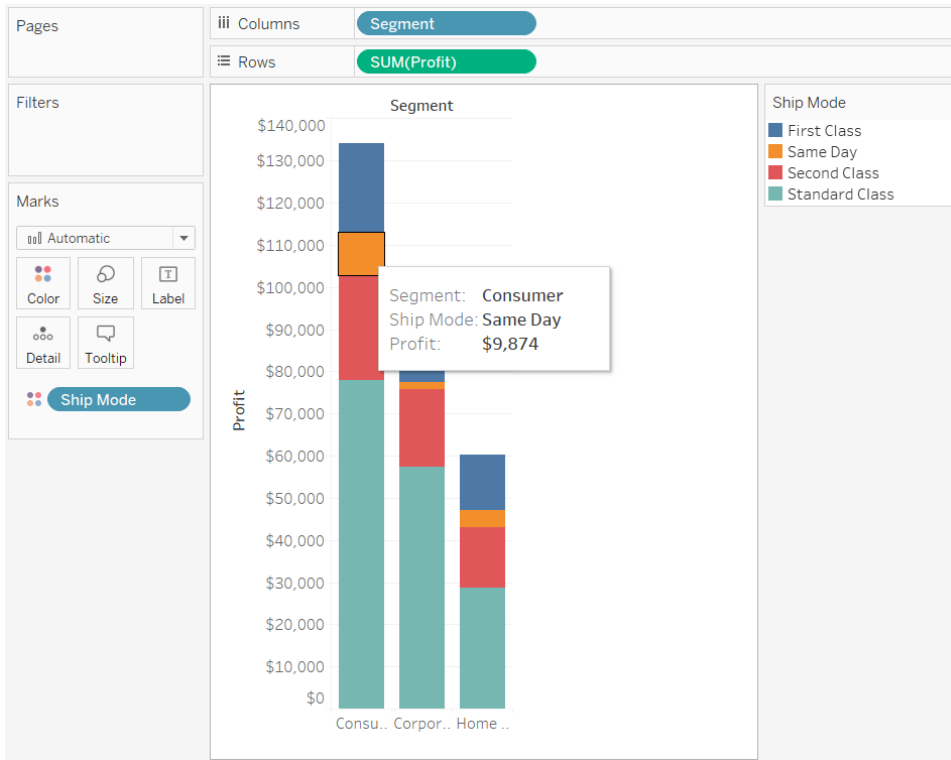 Pages
Columns
Segment
Rows
SUM(Profit)
Filters
Marks
Automatic
Color
Size
Label
T
Detail
Tooltip
Ship Mode
Segment
Profit
$140,000
$130,000
$120,000
$110,000
$100,000
$90,000
$80,000
$70,000
$60,000
$50,000
$40,000
$30,000
$20,000
$10,000
$0
Consu.. Corpor.. Home ..
Segment: Consumer
Ship Mode: Same Day
Profit: $9,874
Ship Mode
First Class
Same Day
Second Class
Standard Class